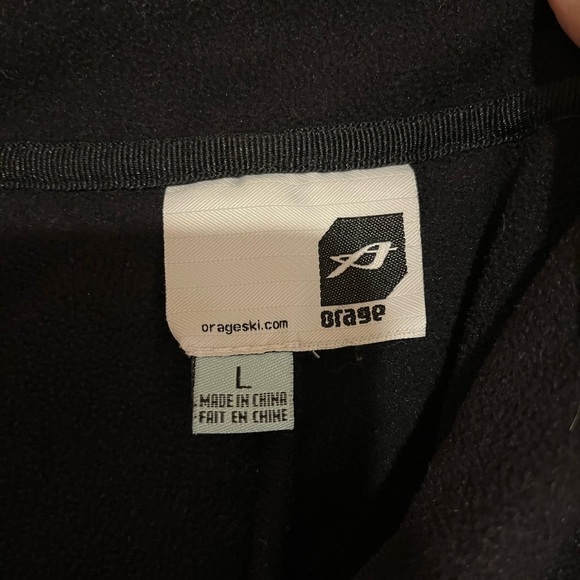 orageski.com
orage
L
MADE IN CHINA
FAIT EN CHINE